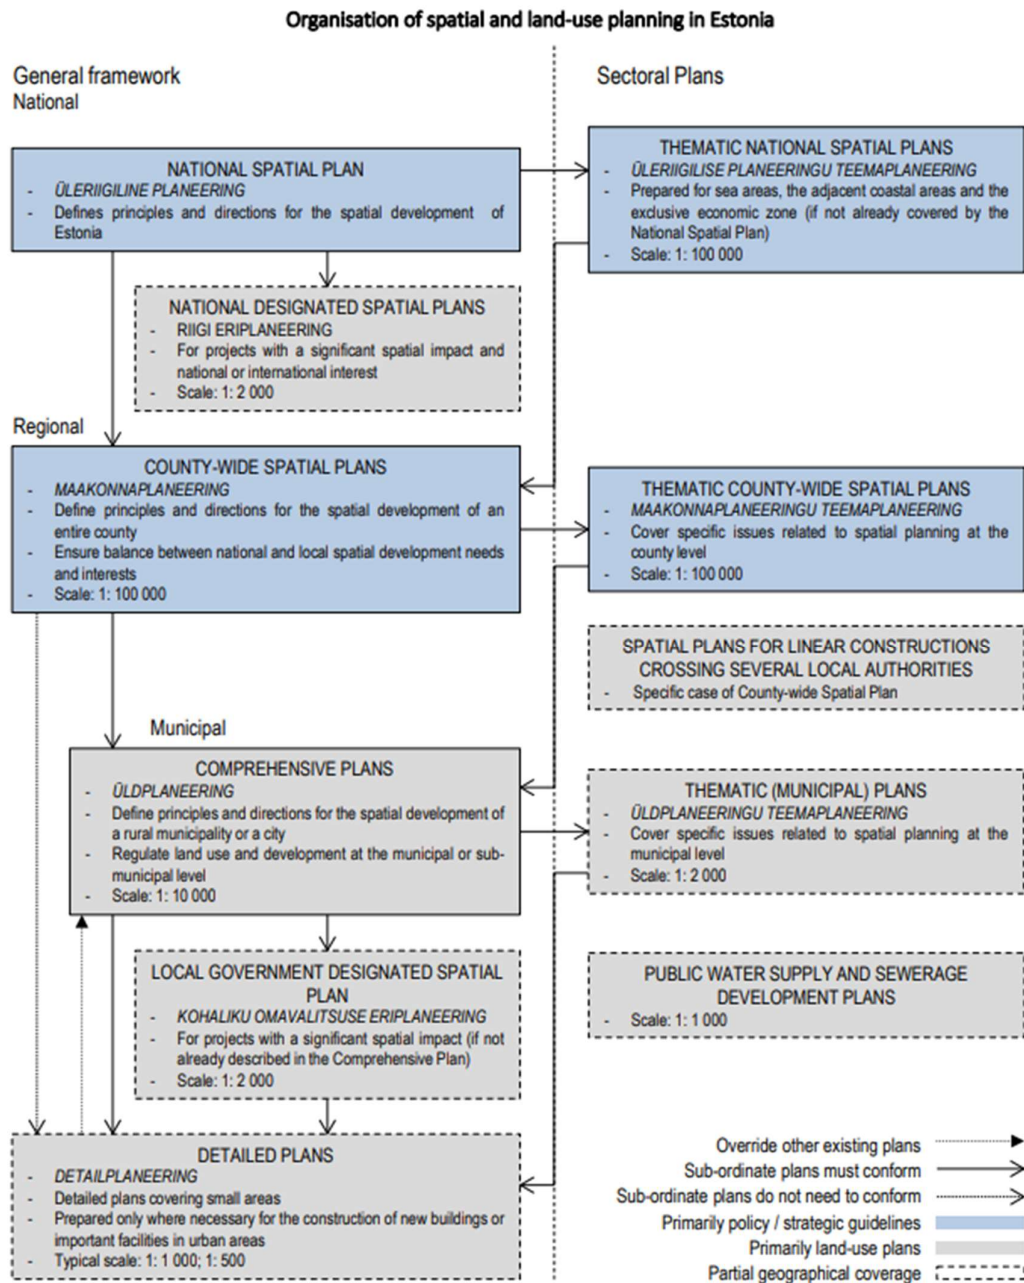 Organisation of spatial and land-use planning in Estonia
General framework
National
Sectoral Plans
NATIONAL SPATIAL PLAN
- ÜLERIIGILINE PLANEERING
- Defines principles and directions for the spatial development of
Estonia
THEMATIC NATIONAL SPATIAL PLANS
- ÜLERIIGILISE PLANEERINGU TEEMAPLANEERING
- Prepared for sea areas, the adjacent coastal areas and the
exclusive economic zone (if not already covered by the
National Spatial Plan)
- Scale: 1: 100 000
NATIONAL DESIGNATED SPATIAL PLANS
- RIIGI ERIPLANEERING
- For projects with a significant spatial impact and
national or international interest
- Scale: 1: 2 000
Regional
COUNTY-WIDE SPATIAL PLANS
- MAAKONNAPLANEERING
- Define principles and directions for the spatial development of an
entire county
- Ensure balance between national and local spatial development needs
and interests
- Scale: 1: 100 000
THEMATIC COUNTY-WIDE SPATIAL PLANS
- MAAKONNAPLANEERINGU TEEMAPLANEERING
- Cover specific issues related to spatial planning at the
county level
- Scale: 1: 100 000
SPATIAL PLANS FOR LINEAR CONSTRUCTIONS
CROSSING SEVERAL LOCAL AUTHORITIES
- Specific case of County-wide Spatial Plan
Municipal
COMPREHENSIVE PLANS
- ÜLDPLANEERING
- Define principles and directions for the spatial development of
a rural municipality or a city
- Regulate land use and development at the municipal or sub-
municipal level
- Scale: 1: 10 000
THEMATIC (MUNICIPAL) PLANS
- ÜLDPLANEERINGU TEEMAPLANEERING
- Cover specific issues related to spatial planning at the
municipal level
- Scale: 1: 2 000
LOCAL GOVERNMENT DESIGNATED SPATIAL
PLAN
- KOHALIKU OMAVALITSUSE ERIPLANEERING
- For projects with a significant spatial impact (if not
already described in the Comprehensive Plan)
- Scale: 1: 2 000
PUBLIC WATER SUPPLY AND SEWERAGE
DEVELOPMENT PLANS
- Scale: 1: 1 000
DETAILED PLANS
- DETAILPLANEERING
- Detailed plans covering small areas
- Prepared only where necessary for the construction of new buildings or
important facilities in urban areas
- Typical scale: 1: 1 000; 1: 500
Override other existing plans
Sub-ordinate plans must conform
Sub-ordinate plans do not need to conform
Primarily policy / strategic guidelines
Primarily land-use plans
Partial geographical coverage